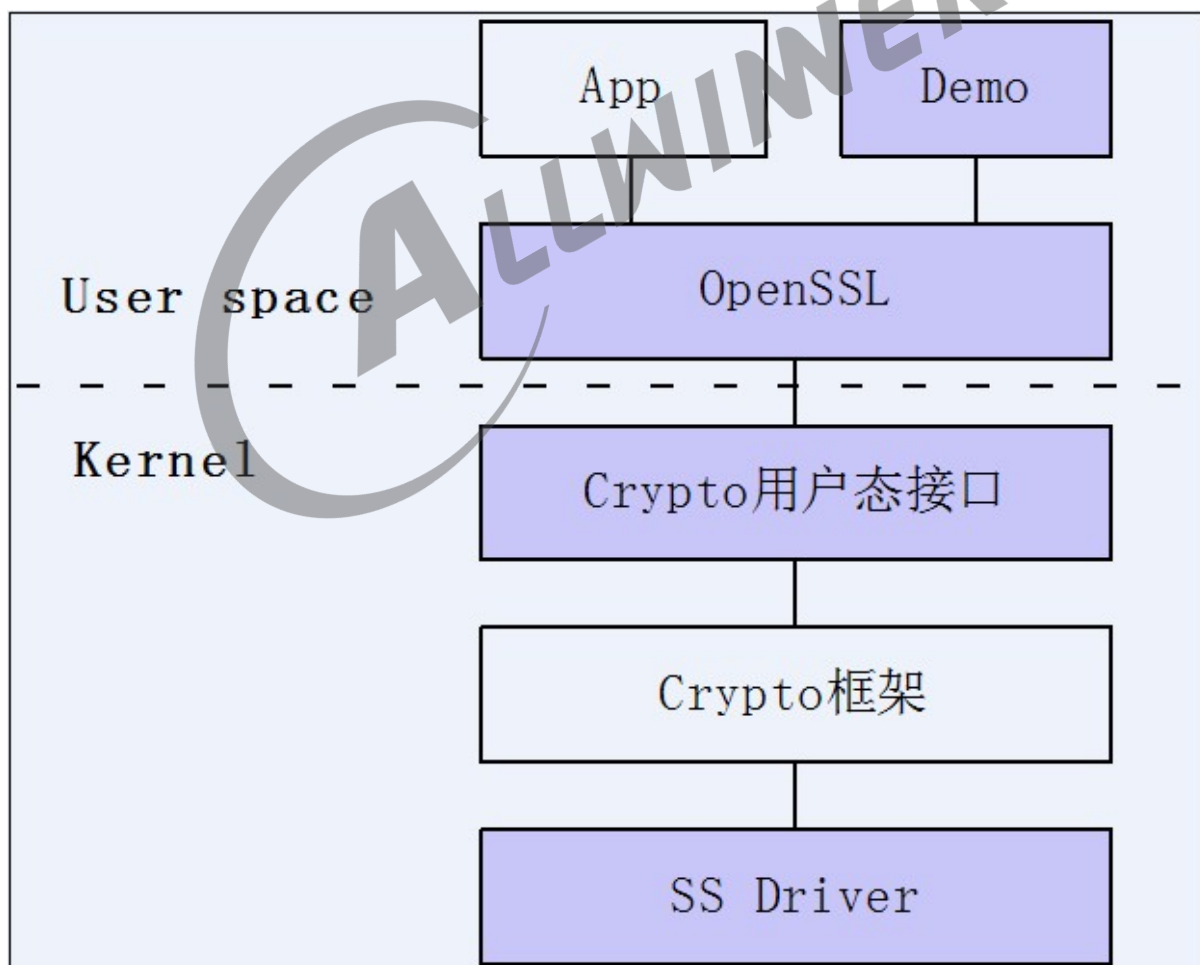 App
Demo
ALLWINNER
User space
OpenSSL
Kernel
Crypto用户态接口
Crypto框架
SS Driver